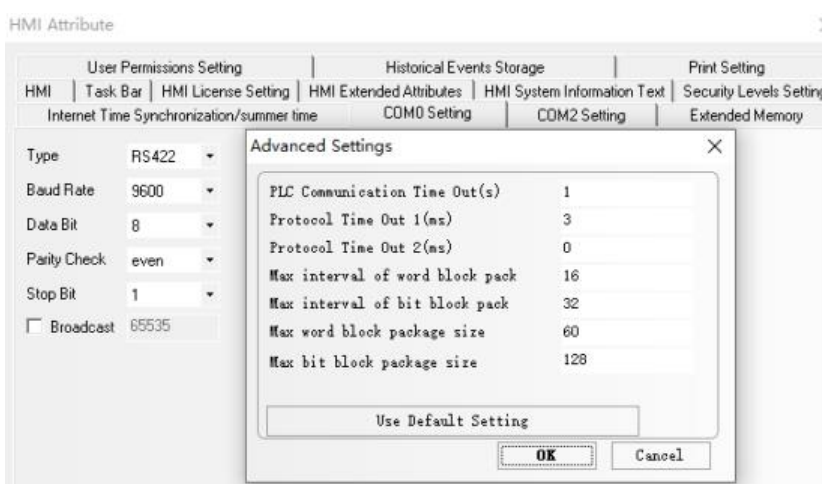 HMI Attribute
User Permissions Setting
Historical Events Storage
Print Setting
HMI
Task Bar
HMI License Setting
HMI Extended Attributes
HMI System Information Text
Security Levels Setting
Internet Time Synchronization/summer time
COM0 Setting
COM2 Setting
Extended Memory
Type RS422
Baud Rate 9600
Data Bit 8
Parity Check even
Stop Bit 1
Broadcast 65535
Advanced Settings
PLC Communication Time Out(s) 1
Protocol Time Out 1(ms) 3
Protocol Time Out 2(ms) 0
Max interval of word block pack 16
Max interval of bit block pack 32
Max word block package size 60
Max bit block package size 128
Use Default Setting
OK
Cancel